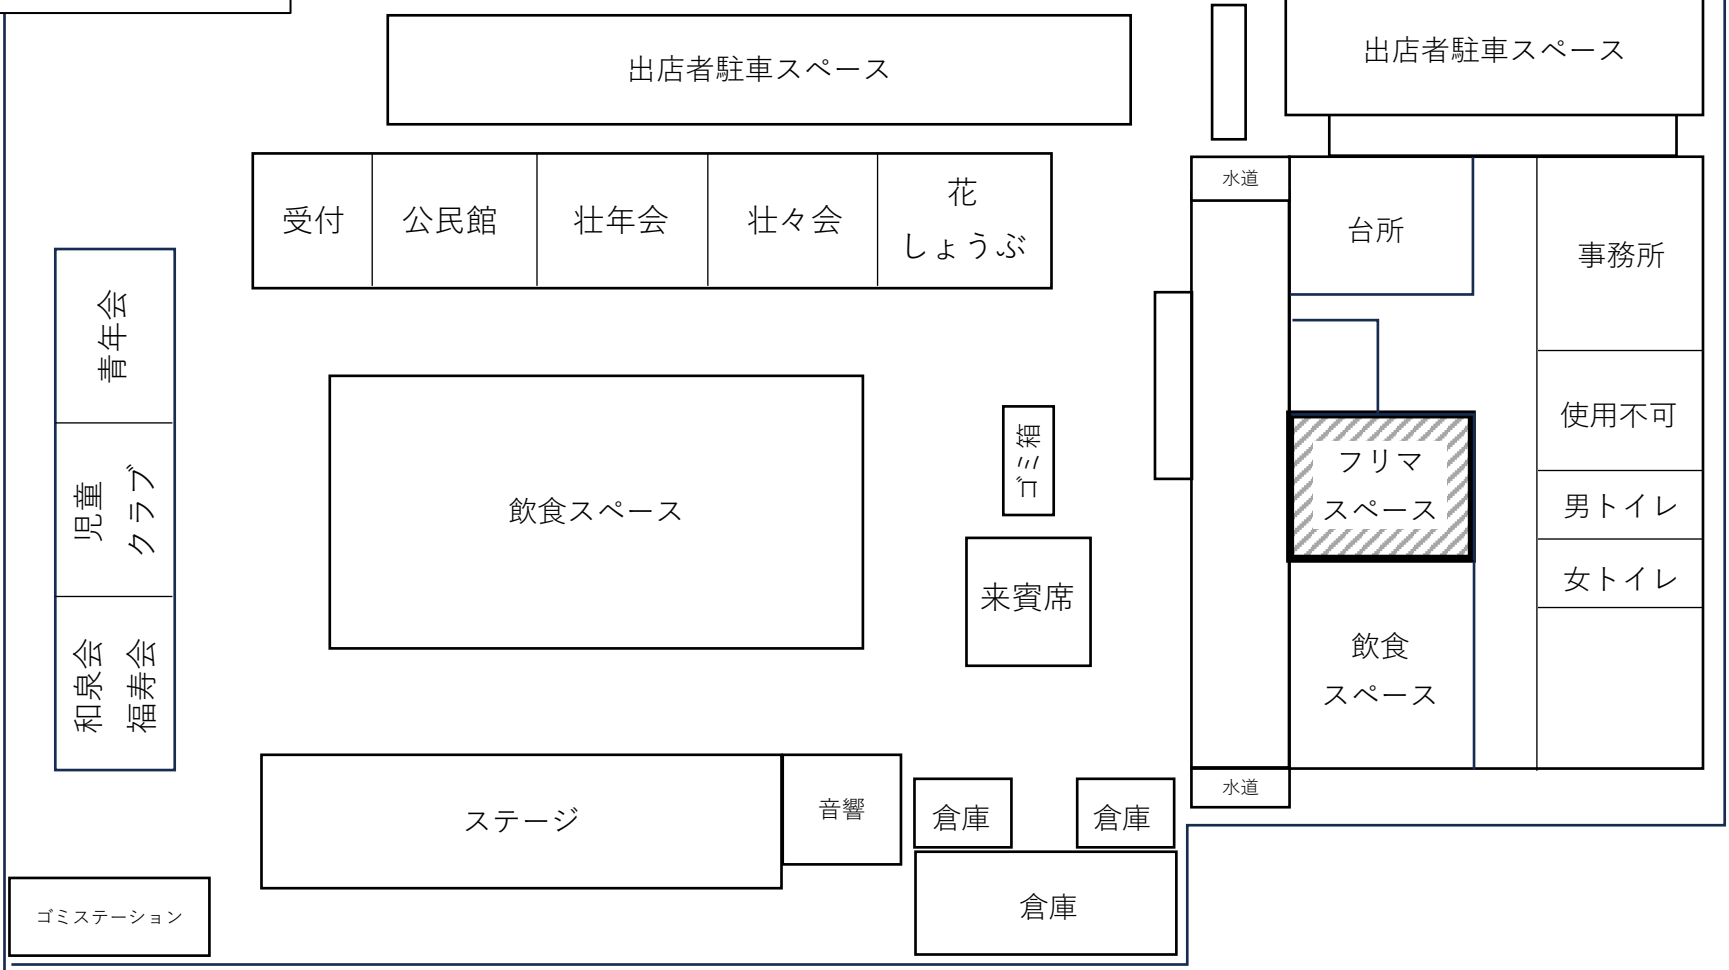 出店者駐車スペース
出店者駐車スペース
受付
公民館
壮年会
壮々会
花
しょうぶ
水道
台所
事務所
青年会
児童
クラブ
和泉会
福寿会
飲食スペース
ゴミ箱
来賓席
フリマ
スペース
使用不可
男トイレ
女トイレ
飲食
スペース
水道
ステージ
音響
倉庫
倉庫
倉庫
ゴミステーション